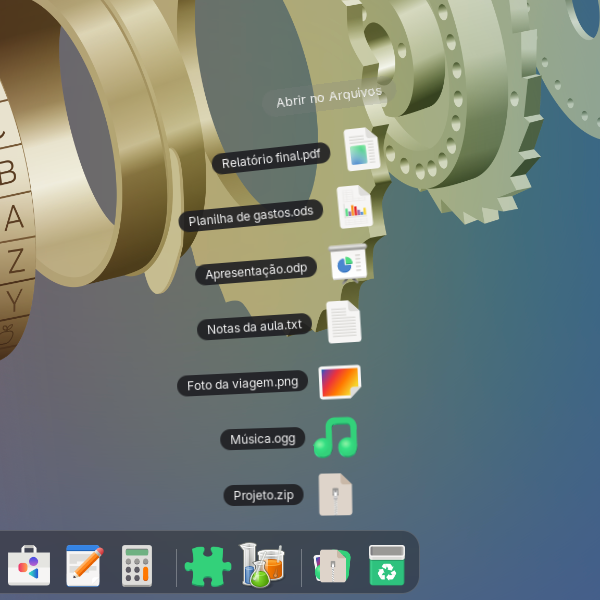 Abrir no Arquivos
Relatório final.pdf
Planilha de gastos.ods
Apresentação.odp
Notas da aula.txt
Foto da viagem.png
Música.ogg
Projeto.zip
B
A
Z
Y